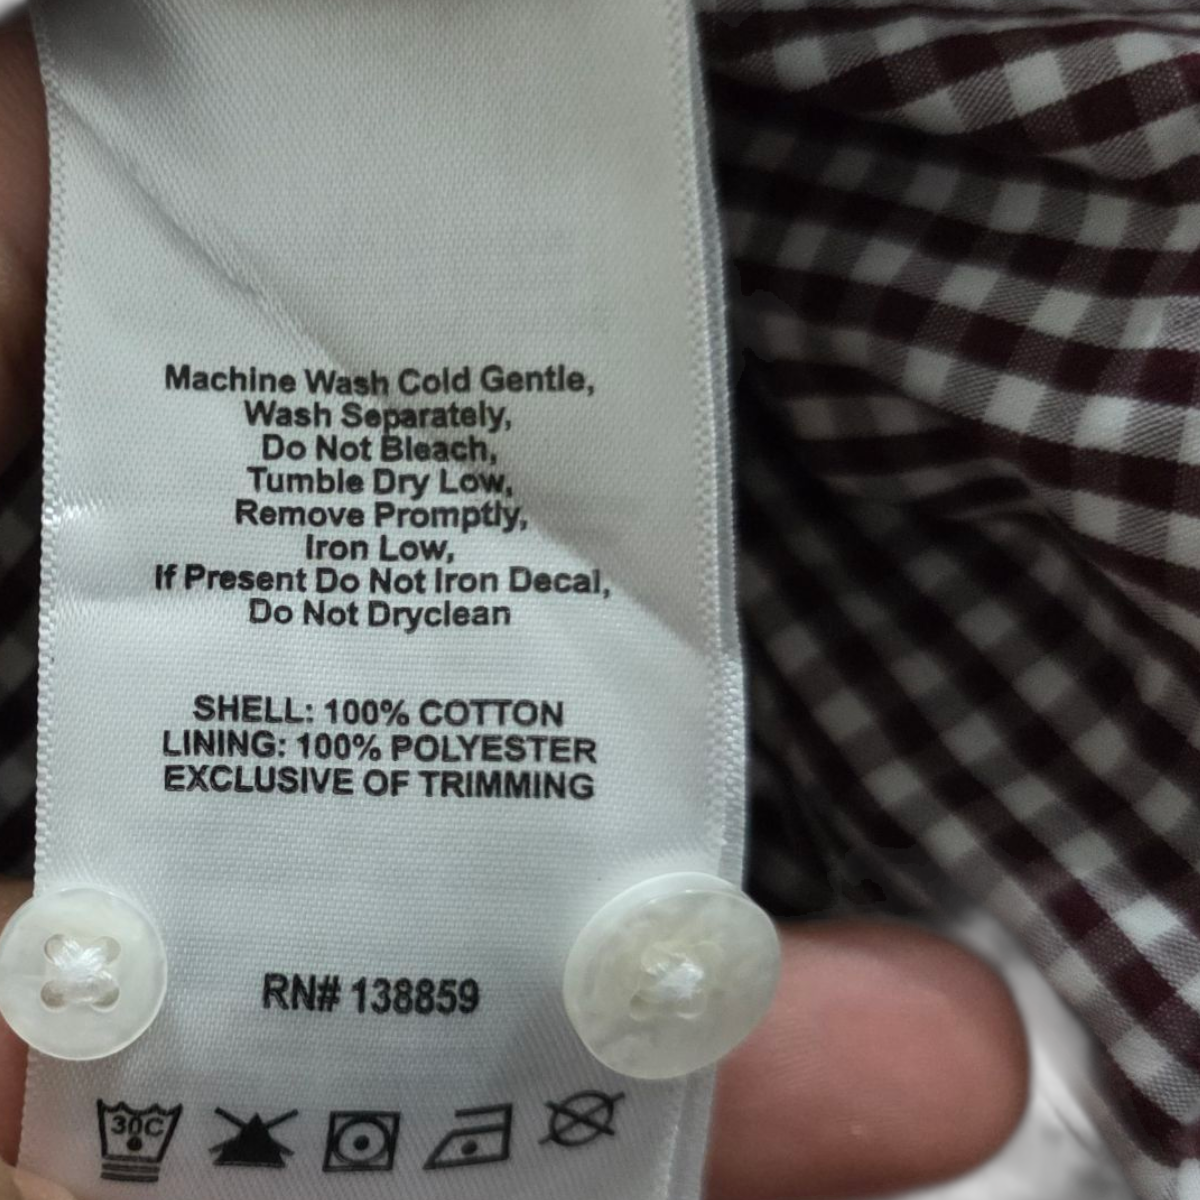 Machine Wash Cold Gentle,
Wash Separately,
Do Not Bleach,
Tumble Dry Low,
Remove Promptly,
Iron Low,
If Present Do Not Iron Decal,
Do Not Dryclean
SHELL: 100% COTTON
LINING: 100% POLYESTER
EXCLUSIVE OF TRIMMING
RN# 138859
30C